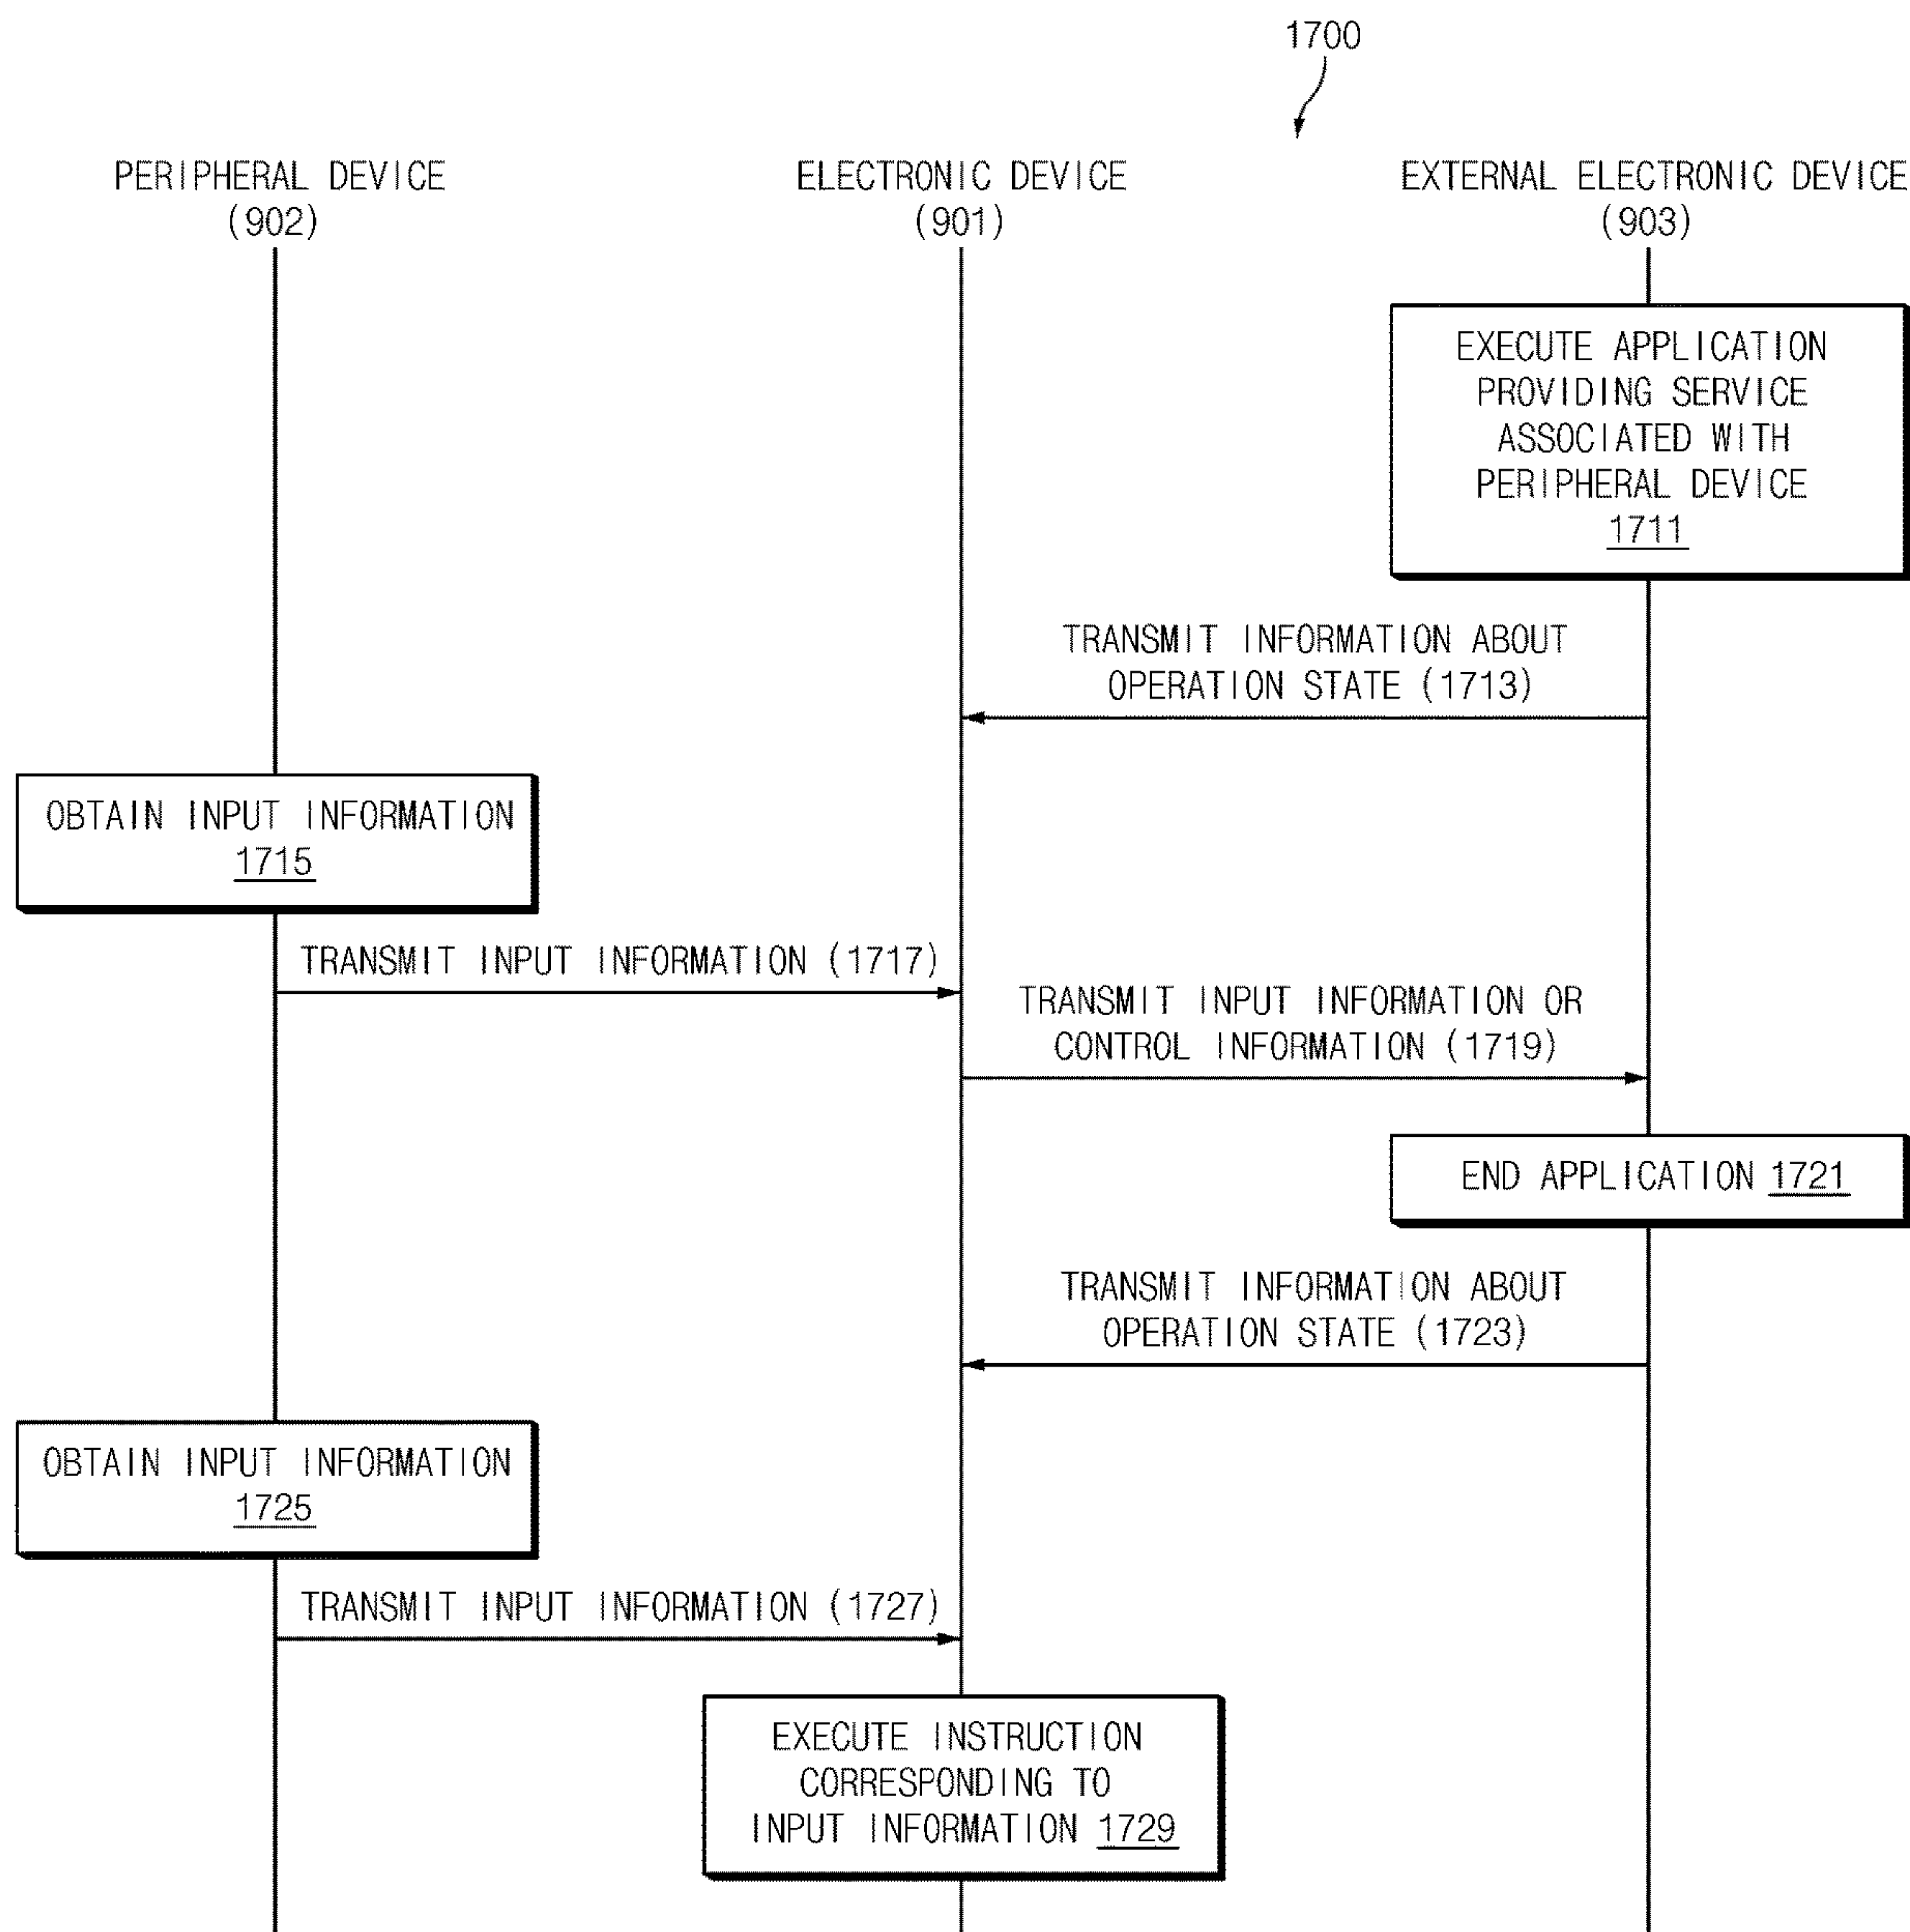 1700
PERIPHERAL DEVICE
(902)
ELECTRONIC DEVICE
(901)
EXTERNAL ELECTRONIC DEVICE
(903)
EXECUTE APPLICATION
PROVIDING SERVICE
ASSOCIATED WITH
PERIPHERAL DEVICE
1711
TRANSMIT INFORMATION ABOUT
OPERATION STATE (1713)
OBTAIN INPUT INFORMATION
1715
TRANSMIT INPUT INFORMATION (1717)
TRANSMIT INPUT INFORMATION OR
CONTROL INFORMATION (1719)
END APPLICATION 1721
TRANSMIT INFORMATION ABOUT
OPERATION STATE (1723)
OBTAIN INPUT INFORMATION
1725
TRANSMIT INPUT INFORMATION (1727)
EXECUTE INSTRUCTION
CORRESPONDING TO
INPUT INFORMATION 1729